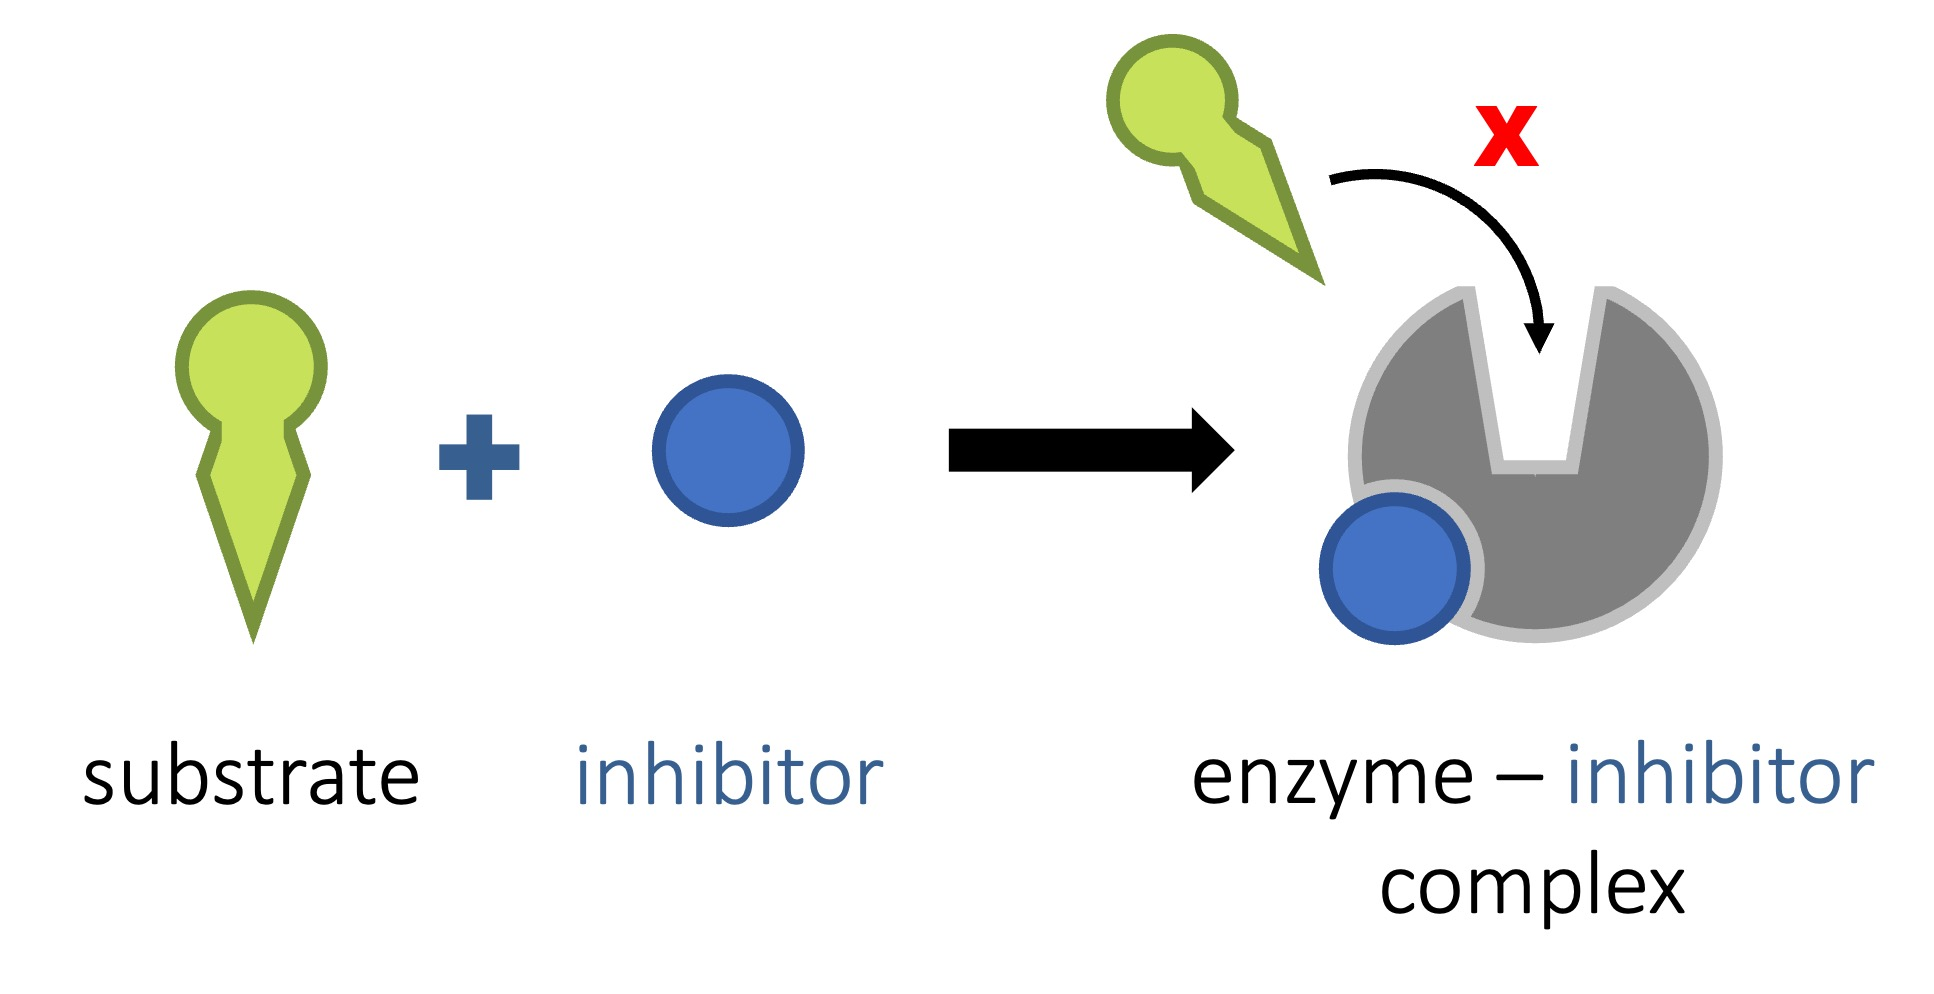 X
substrate
inhibitor
enzyme – inhibitor
complex